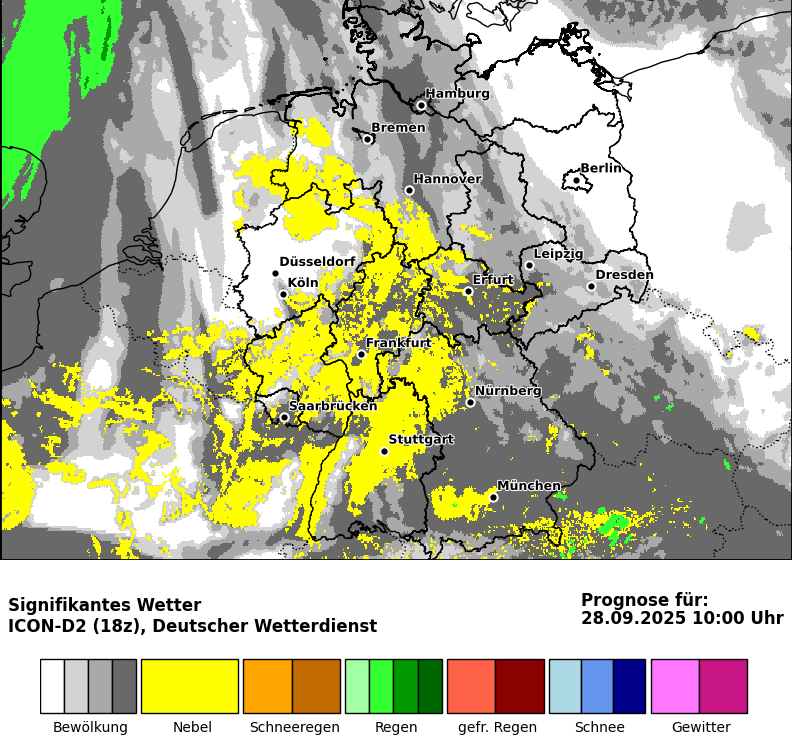 Hamburg
Bremen
Berlin
Hannover
Leipzig
Düsseldorf
Dresden
Köln
Erfurt
Frankfurt
Nürnberg
Saarbrücken
Stuttgart
München
Signifikantes Wetter
ICON-D2 (18z), Deutscher Wetterdienst
Prognose für:
28.09.2025 10:00 Uhr
Bewölkung
Nebel
Schneeregen
Regen
gefr. Regen
Schnee
Gewitter